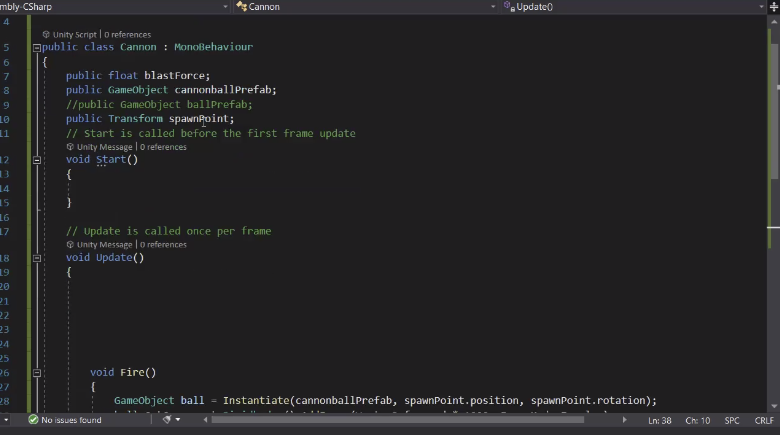 mbly-CSharp Cannon Update()
4
Unity Script | 0 references
5 public class Cannon : MonoBehaviour
6 {
7 public float blastForce;
8 public GameObject cannonballPrefab;
9 //public GameObject ballPrefab;
10 public Transform spawnPoint;
11 // Start is called before the first frame update
Unity Message | 0 references
12 void Start()
13 {
14
15 }
16
17 // Update is called once per frame
Unity Message | 0 references
18 void Update()
19 {
20
21
22
23
24
25
26 void Fire()
27 {
28 GameObject ball = Instantiate(cannonballPrefab, spawnPoint.position, spawnPoint.rotation);
No issues found Ln: 38 Ch: 10 SPC CRLF